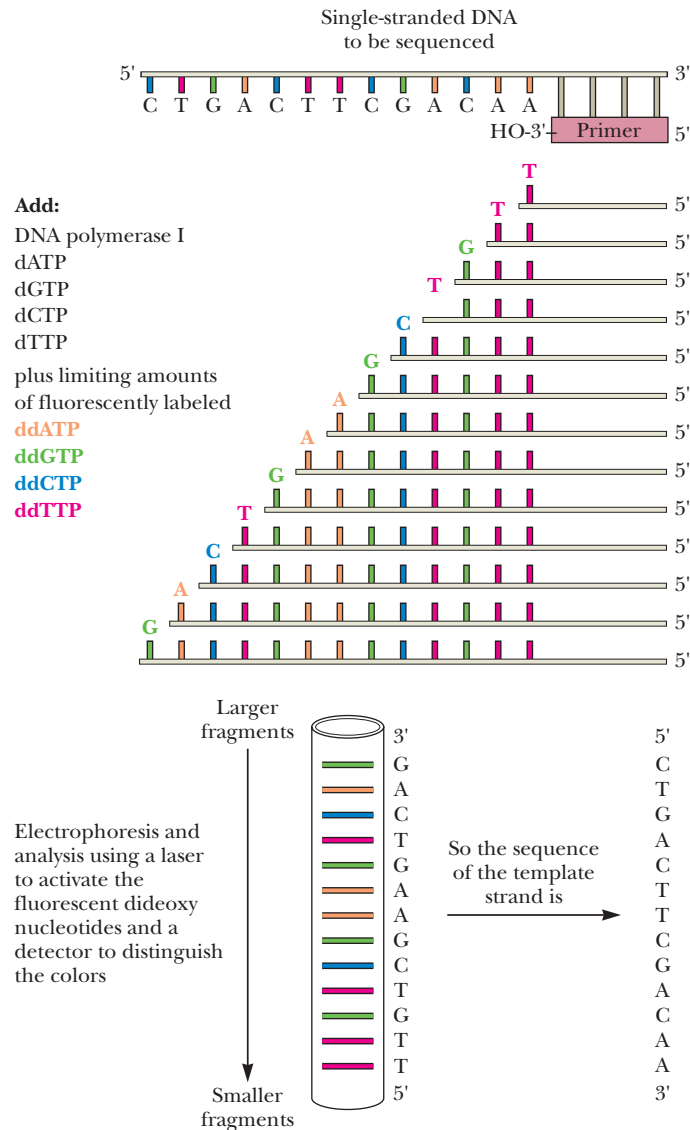 Single-stranded DNA
to be sequenced
5' 3'
C T G A C T T C G A C A A
HO-3' Primer 5'
T
Add: T 5'
DNA polymerase I G 5'
dATP T 5'
dGTP
dCTP C 5'
dTTP G 5'
plus limiting amounts
of fluorescently labeled A 5'
ddATP A 5'
ddGTP G 5'
ddCTP T 5'
ddTTP C 5'
A 5'
G 5'
5'
Larger
fragments
3'
G
A
C
T
G
A
A
G
C
T
G
T
T
5'
Smaller
fragments
Electrophoresis and
analysis using a laser
to activate the
fluorescent dideoxy
nucleotides and a
detector to distinguish
the colors
So the sequence
of the template
strand is
5'
C
T
G
A
C
T
T
C
G
A
C
A
A
3'